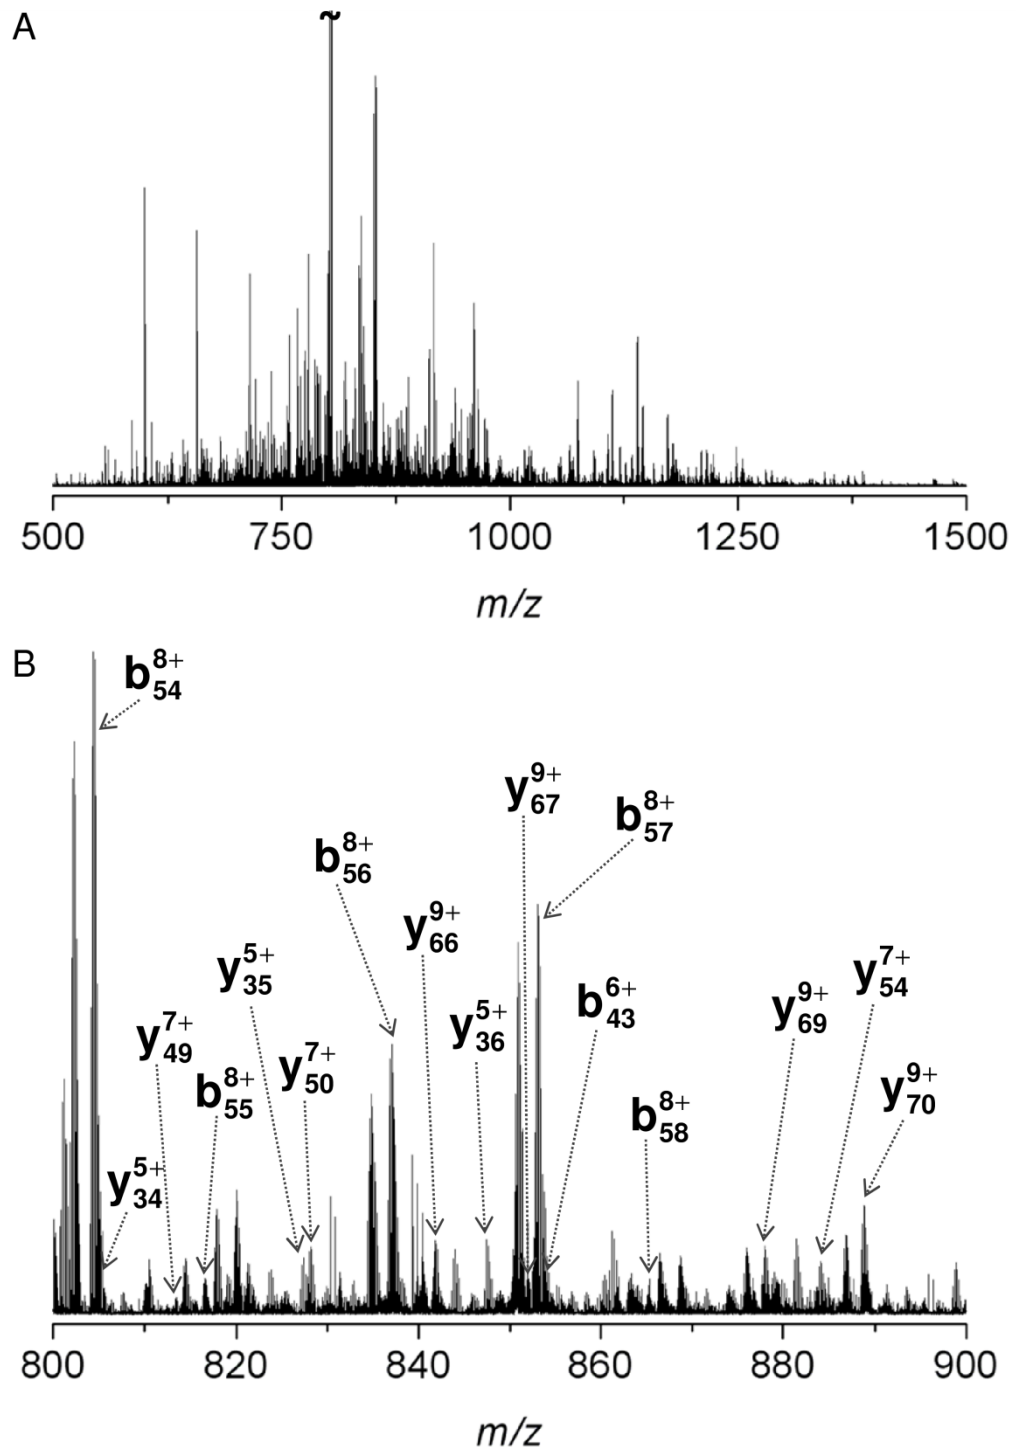 A
~
500 750 1000 1250 1500
m/z
B
b54^8+
y67^9+
b57^8+
b56^8+
y66^9+
y35^5+
y54^7+
y36^5+
b43^6+
y69^9+
y49^7+
y50^7+
b55^8+
y70^9+
b58^8+
y34^5+
800 820 840 860 880 900
m/z